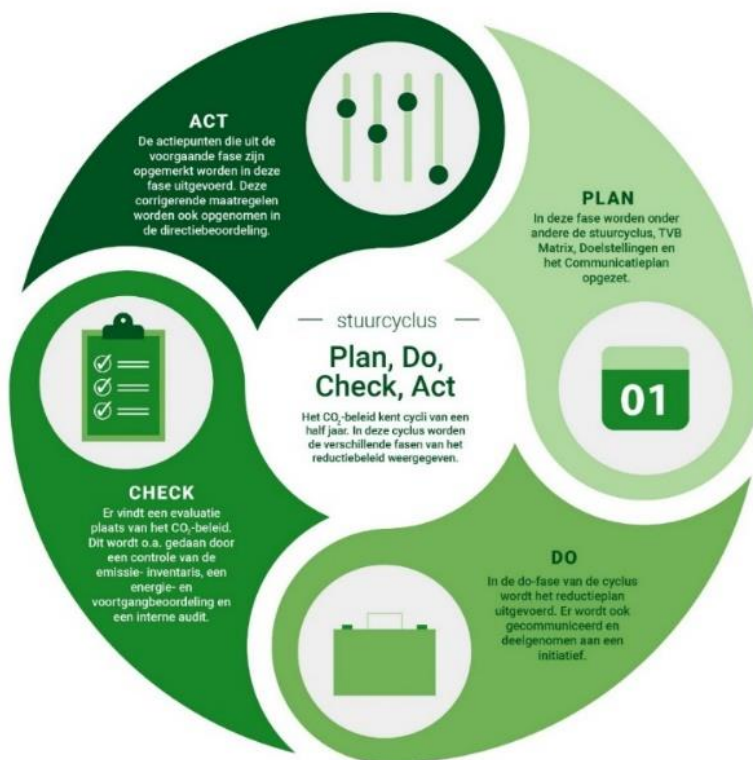 ACT
De actiepunten die uit de
voorgaande fase zijn
opgemerkt worden in deze
fase uitgevoerd. Deze
corrigerende maatregelen
worden ook opgenomen in
de directiebeoordeling.
PLAN
In deze fase worden onder
andere de stuurcyclus, TVB
Matrix, Doelstellingen en
het Communicatieplan
opgezet.
01
stuurcyclus
Plan, Do,
Check, Act
Het CO₂-beleid kent cycli van een
half jaar. In deze cyclus worden
de verschillende fasen van het
reductiebeleid weergegeven.
CHECK
Er vindt een evaluatie
plaats van het CO₂-beleid.
Dit wordt o.a. gedaan door
een controle van de
emissie- inventaris, een
energie- en
voortgangbeoordeling en
een interne audit.
DO
In de do-fase van de cyclus
wordt het reductieplan
uitgevoerd. Er wordt ook
gecommuniceerd en
deelgenomen aan een
initiatief.